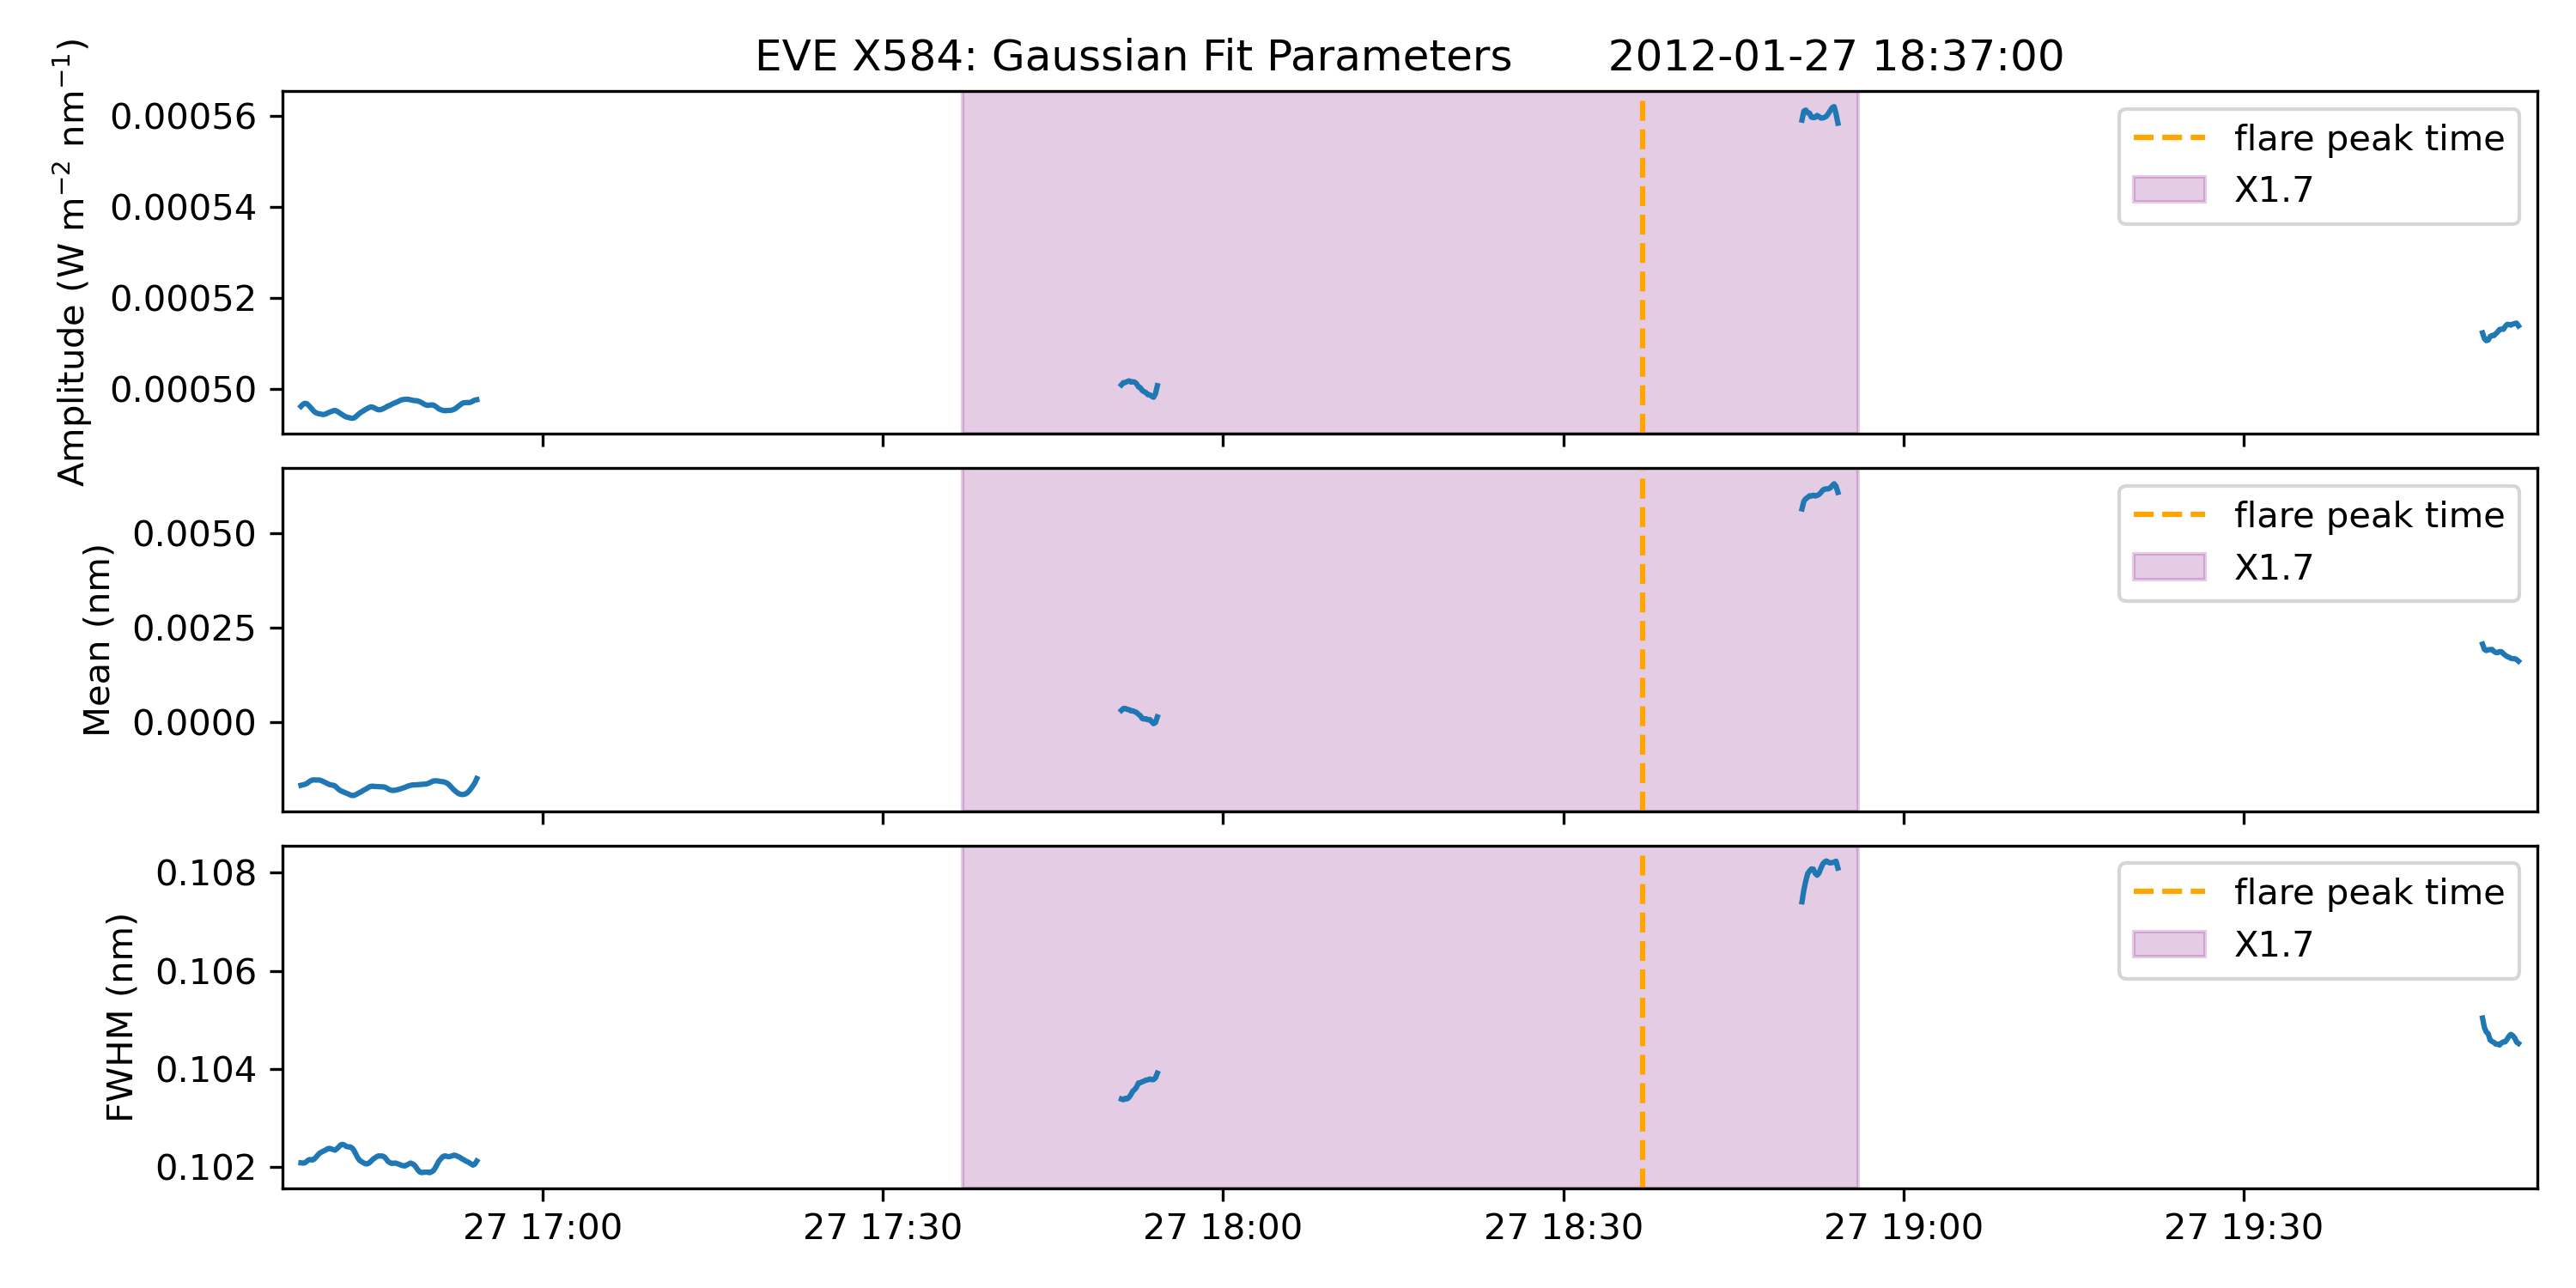 EVE X584: Gaussian Fit Parameters 2012-01-27 18:37:00
Amplitude (W m⁻² nm⁻¹)
0.00056
0.00054
0.00052
0.00050
flare peak time
X1.7
Mean (nm)
0.0050
0.0025
0.0000
flare peak time
X1.7
FWHM (nm)
0.108
0.106
0.104
0.102
flare peak time
X1.7
27 17:00 27 17:30 27 18:00 27 18:30 27 19:00 27 19:30